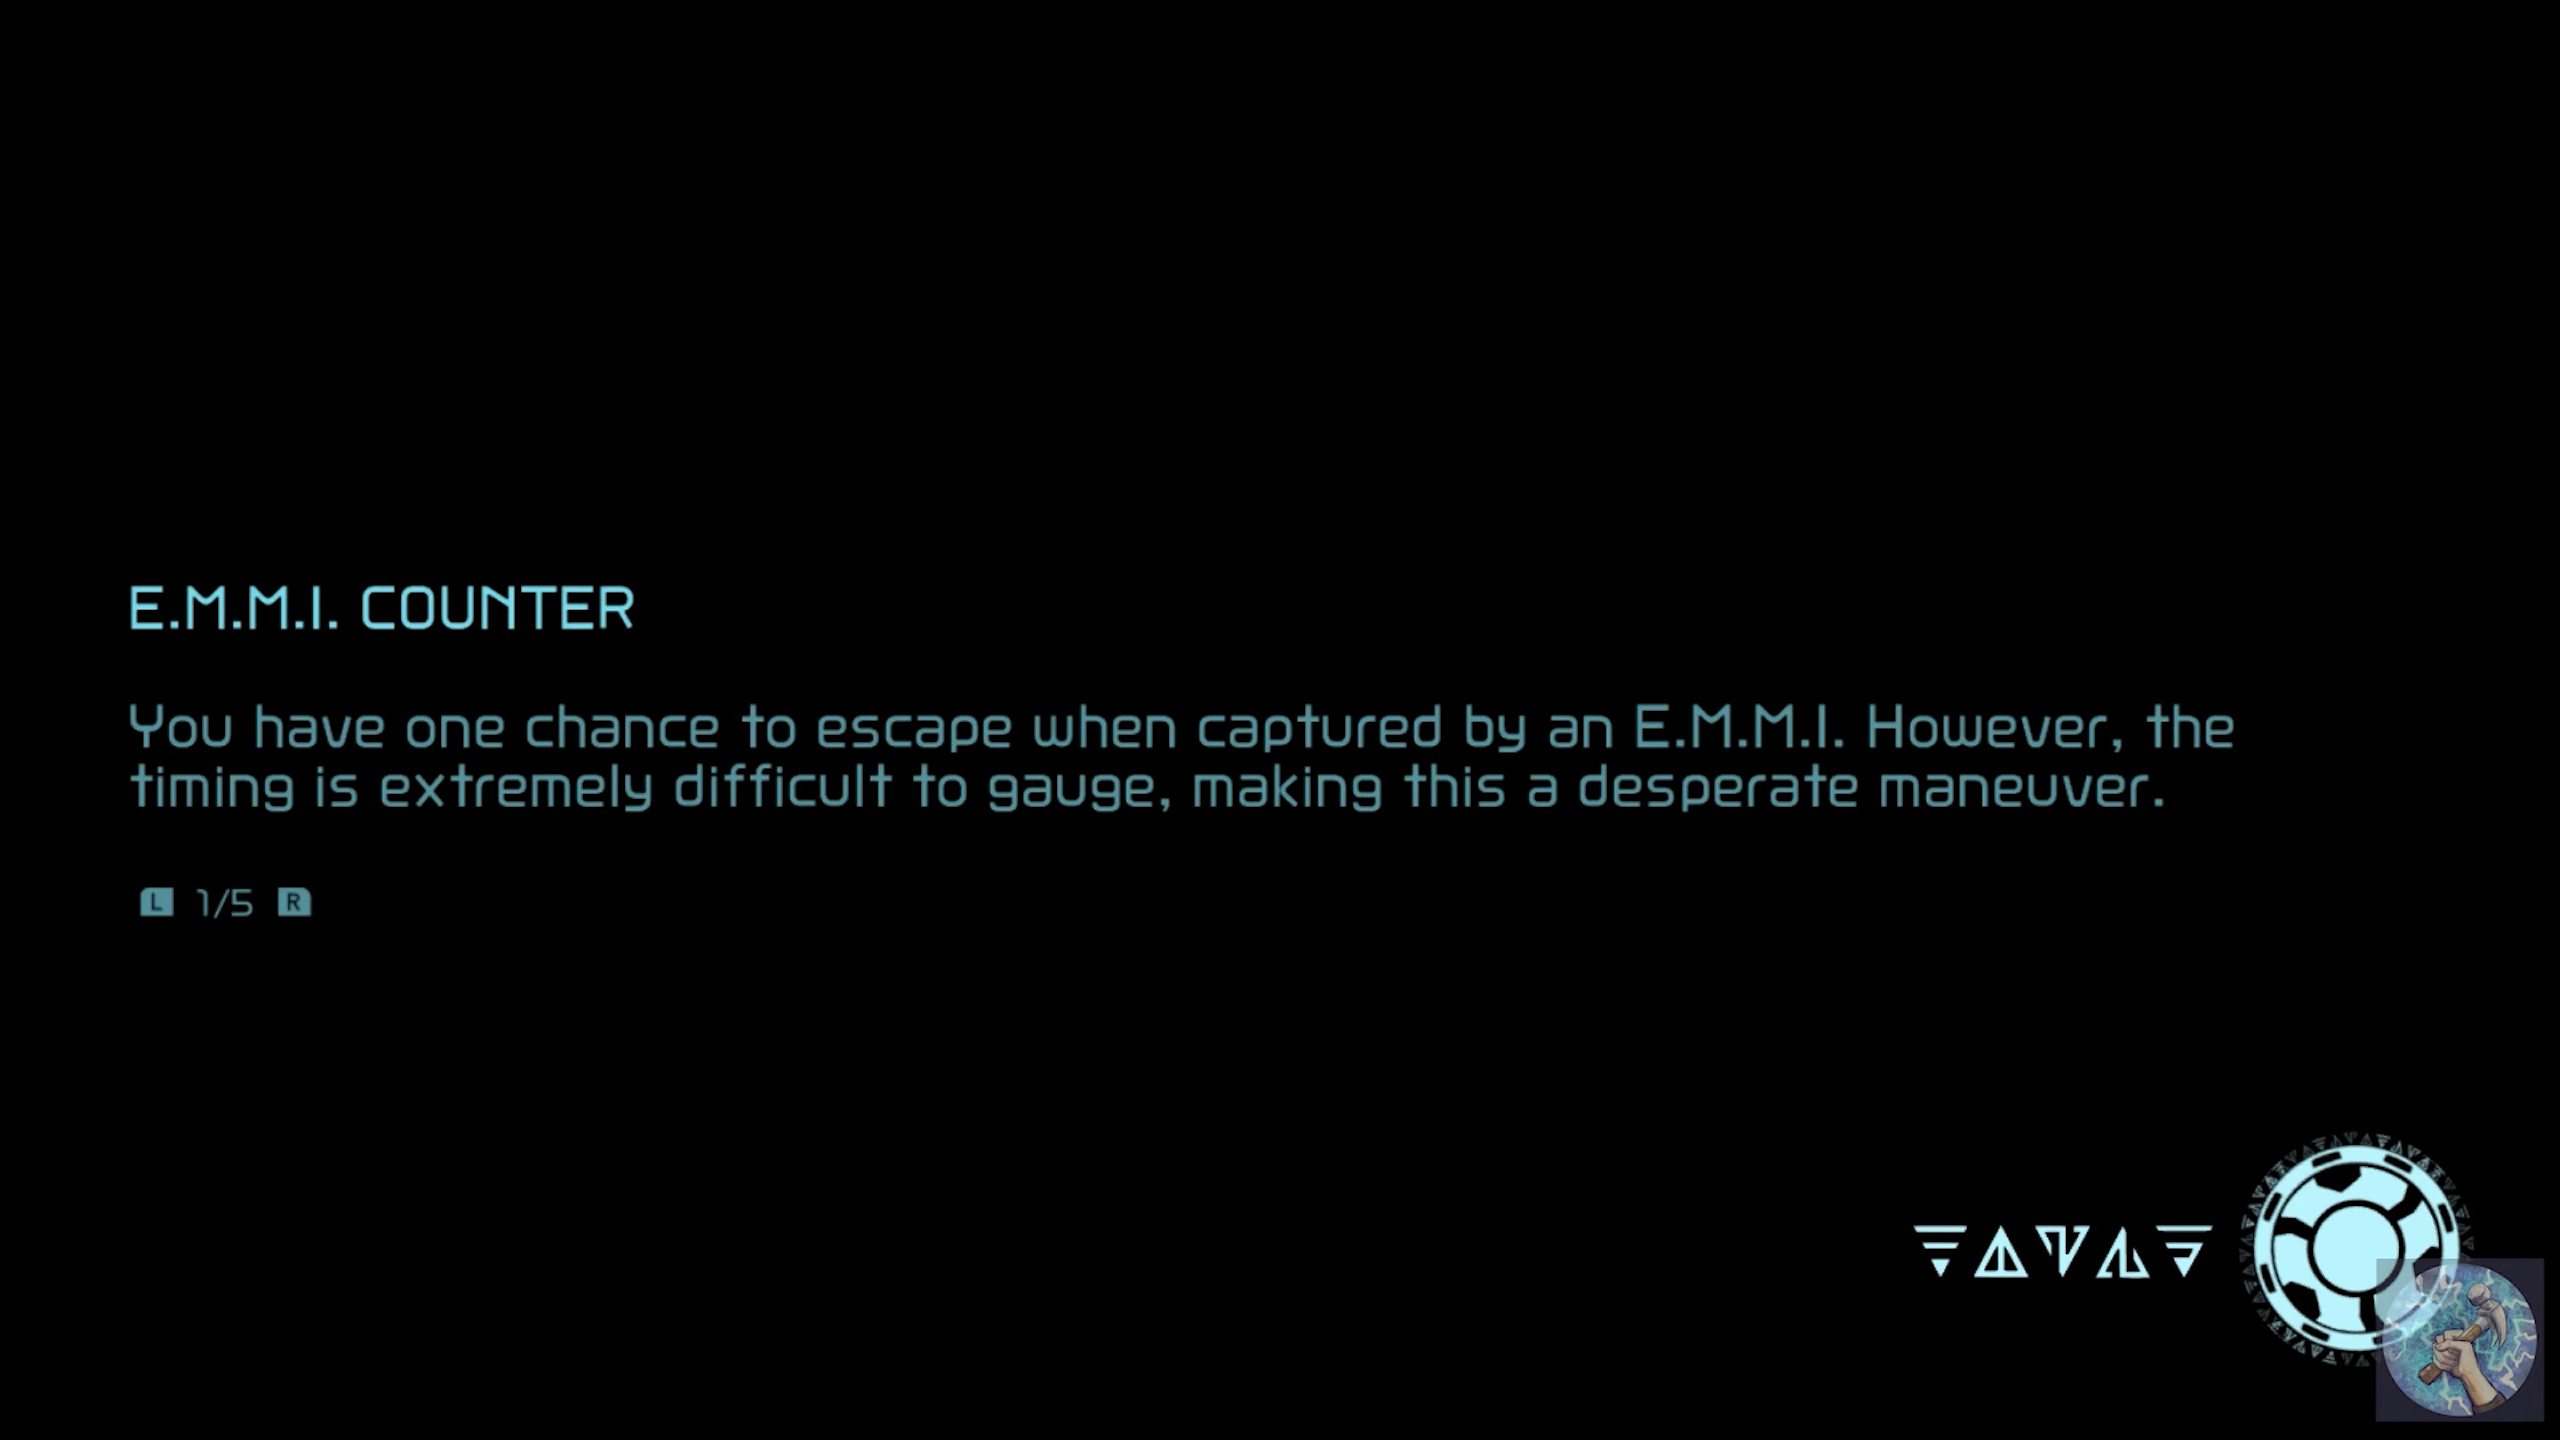 E.M.M.I. COUNTER
You have one chance to escape when captured by an E.M.M.I. However, the
timing is extremely difficult to gauge, making this a desperate maneuver.
L 1/5 R